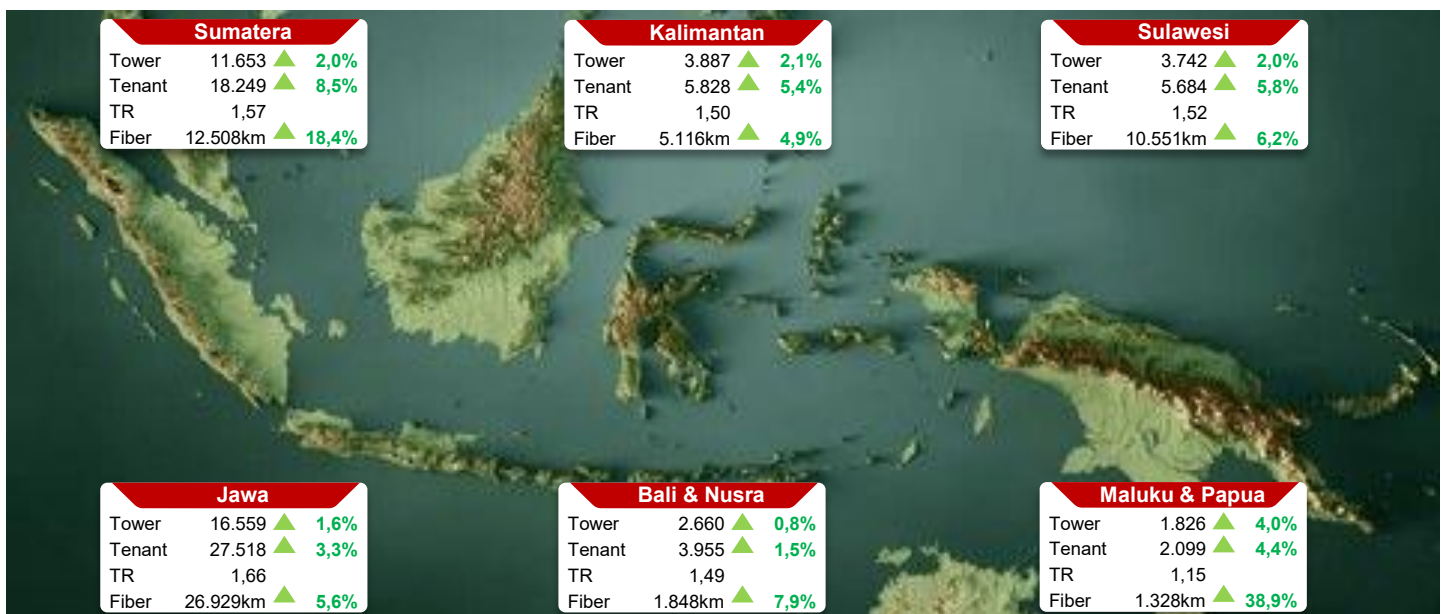 Sumatera
Tower 11.653 2,0%
Tenant 18.249 8,5%
TR 1,57
Fiber 12.508km 18,4%
Kalimantan
Tower 3.887 2,1%
Tenant 5.828 5,4%
TR 1,50
Fiber 5.116km 4,9%
Sulawesi
Tower 3.742 2,0%
Tenant 5.684 5,8%
TR 1,52
Fiber 10.551km 6,2%
Jawa
Tower 16.559 1,6%
Tenant 27.518 3,3%
TR 1,66
Fiber 26.929km 5,6%
Bali & Nusra
Tower 2.660 0,8%
Tenant 3.955 1,5%
TR 1,49
Fiber 1.848km 7,9%
Maluku & Papua
Tower 1.826 4,0%
Tenant 2.099 4,4%
TR 1,15
Fiber 1.328km 38,9%